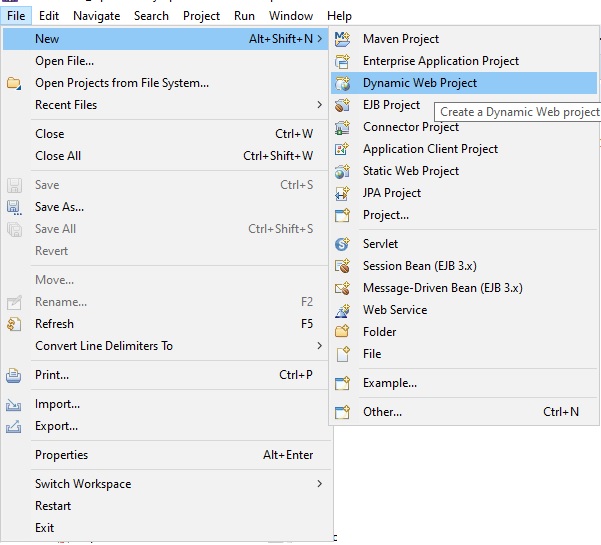 File Edit Navigate Search Project Run Window Help
New Alt+Shift+N >
Open File...
Open Projects from File System...
Recent Files >
Close Ctrl+W
Close All Ctrl+Shift+W
Save Ctrl+S
Save As...
Save All Ctrl+Shift+S
Revert
Move...
Rename... F2
Refresh F5
Convert Line Delimiters To >
Print... Ctrl+P
Import...
Export...
Properties Alt+Enter
Switch Workspace >
Restart
Exit
Maven Project
Enterprise Application Project
Dynamic Web Project
EJB Project
Create a Dynamic Web project
Connector Project
Application Client Project
Static Web Project
JPA Project
Project...
Servlet
Session Bean (EJB 3.x)
Message-Driven Bean (EJB 3.x)
Web Service
Folder
File
Example...
Other... Ctrl+N